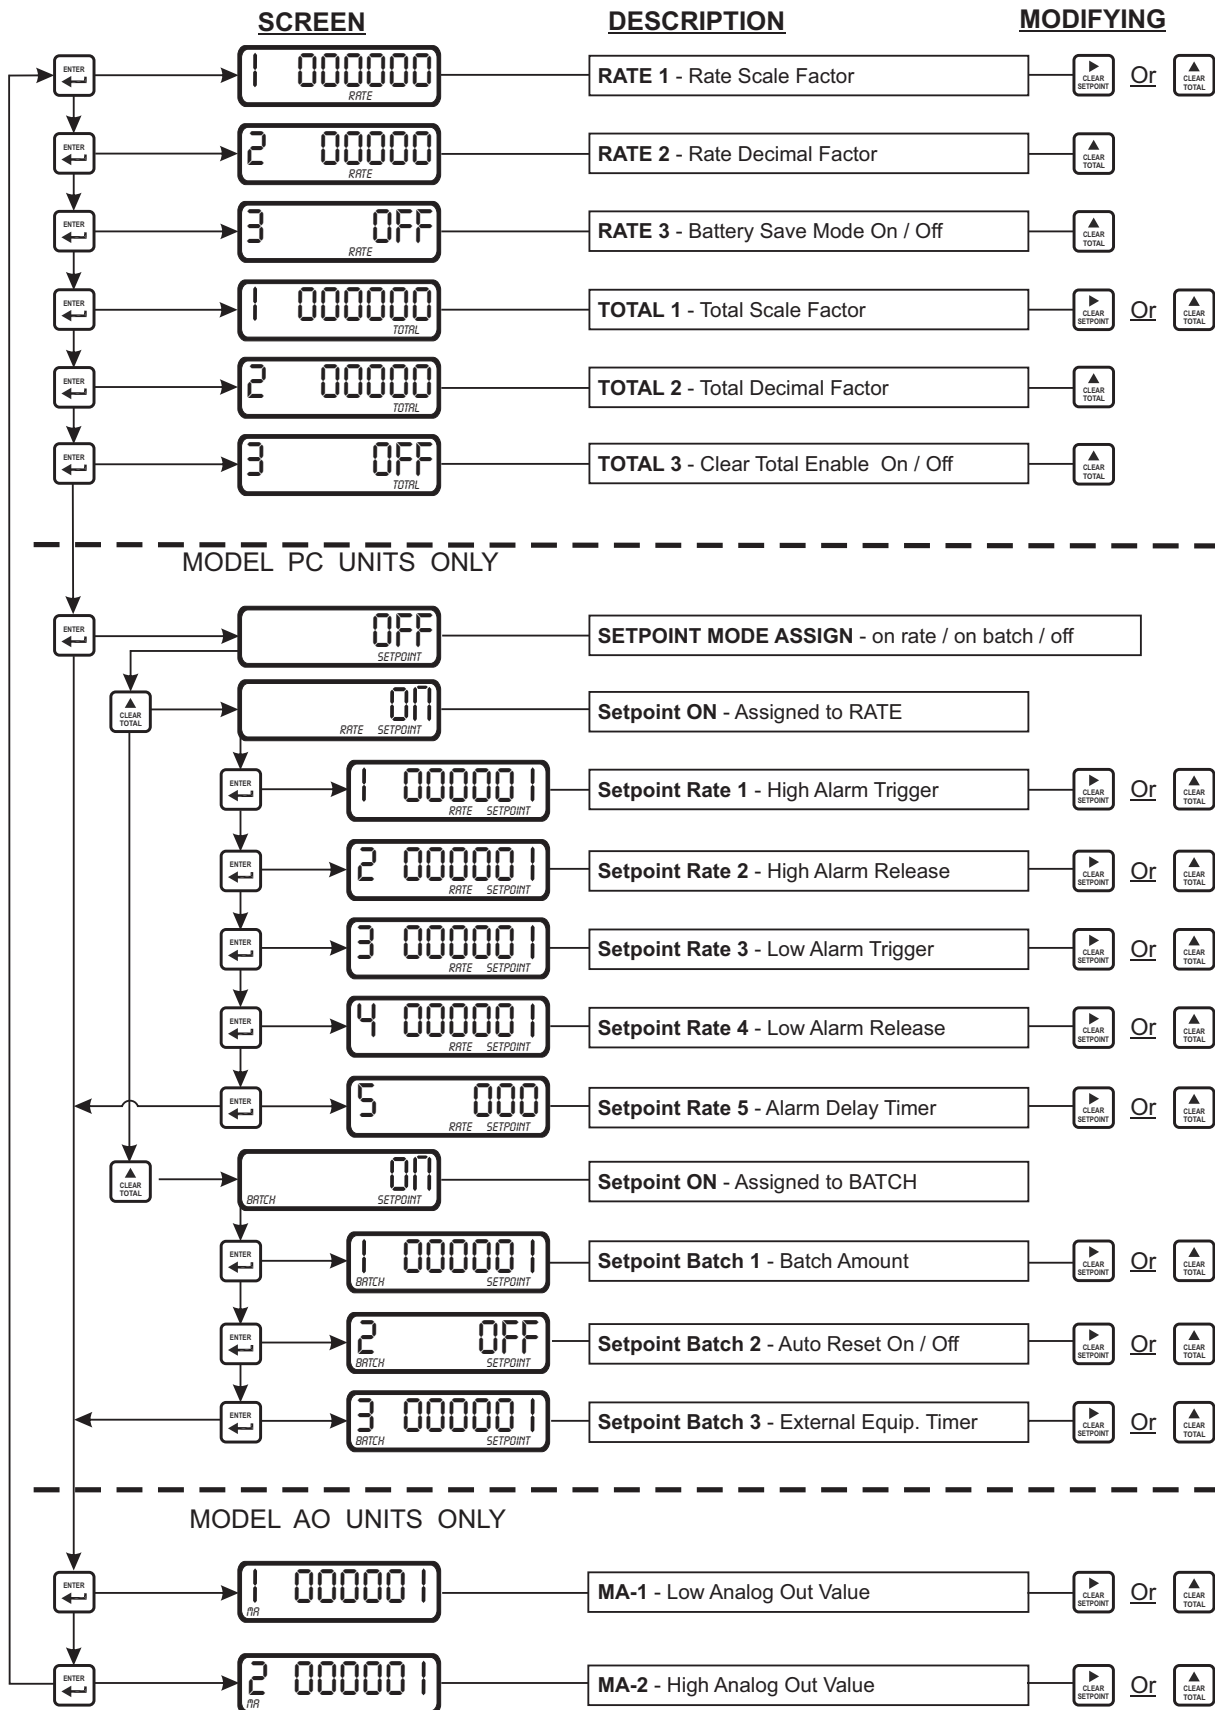 SCREEN DESCRIPTION MODIFYING
ENTER 1 000000 RATE RATE 1 - Rate Scale Factor CLEAR SETPOINT Or CLEAR TOTAL
ENTER 2 00000 RATE RATE 2 - Rate Decimal Factor CLEAR TOTAL
ENTER 3 OFF RATE RATE 3 - Battery Save Mode On / Off CLEAR TOTAL
ENTER 1 000000 TOTAL TOTAL 1 - Total Scale Factor CLEAR SETPOINT Or CLEAR TOTAL
ENTER 2 00000 TOTAL TOTAL 2 - Total Decimal Factor CLEAR TOTAL
ENTER 3 OFF TOTAL TOTAL 3 - Clear Total Enable On / Off CLEAR TOTAL
MODEL PC UNITS ONLY
ENTER OFF SETPOINT SETPOINT MODE ASSIGN - on rate / on batch / off
CLEAR TOTAL ON RATE SETPOINT Setpoint ON - Assigned to RATE
ENTER 1 000001 RATE SETPOINT Setpoint Rate 1 - High Alarm Trigger CLEAR SETPOINT Or CLEAR TOTAL
ENTER 2 000001 RATE SETPOINT Setpoint Rate 2 - High Alarm Release CLEAR SETPOINT Or CLEAR TOTAL
ENTER 3 000001 RATE SETPOINT Setpoint Rate 3 - Low Alarm Trigger CLEAR SETPOINT Or CLEAR TOTAL
ENTER 4 000001 RATE SETPOINT Setpoint Rate 4 - Low Alarm Release CLEAR SETPOINT Or CLEAR TOTAL
ENTER 5 000 RATE SETPOINT Setpoint Rate 5 - Alarm Delay Timer CLEAR SETPOINT Or CLEAR TOTAL
CLEAR TOTAL ON BATCH SETPOINT Setpoint ON - Assigned to BATCH
ENTER 1 000001 BATCH SETPOINT Setpoint Batch 1 - Batch Amount CLEAR SETPOINT Or CLEAR TOTAL
ENTER 2 OFF BATCH SETPOINT Setpoint Batch 2 - Auto Reset On / Off CLEAR SETPOINT Or CLEAR TOTAL
ENTER 3 000001 BATCH SETPOINT Setpoint Batch 3 - External Equip. Timer CLEAR SETPOINT Or CLEAR TOTAL
MODEL AO UNITS ONLY
ENTER 1 000001 MA MA-1 - Low Analog Out Value CLEAR SETPOINT Or CLEAR TOTAL
ENTER 2 000001 MA MA-2 - High Analog Out Value CLEAR SETPOINT Or CLEAR TOTAL